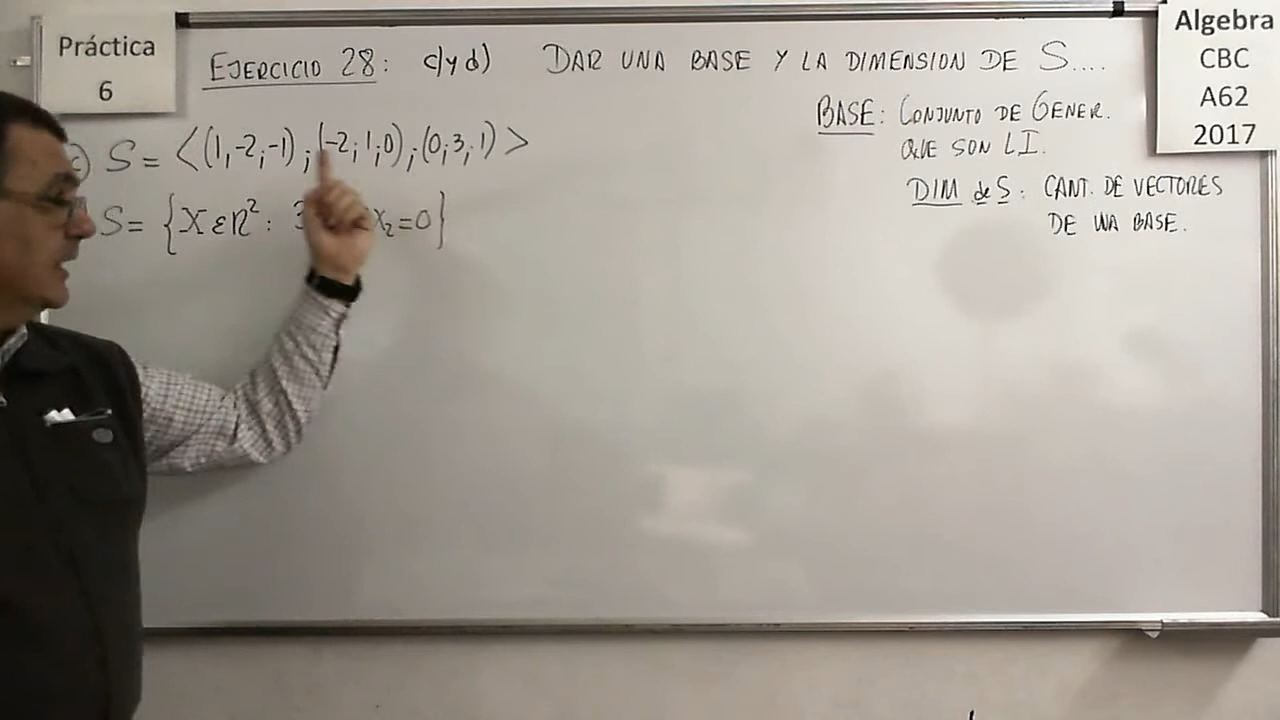 Práctica
6
EJERCICIO 28: c) y d) DAR UNA BASE Y LA DIMENSION DE S....
Algebra
CBC
A62
2017
BASE: CONJUNTO DE GENER.
QUE SON LI.
DIM de S: CANT. DE VECTORES
DE UNA BASE.
c) S = <(1,-2,-1);(-2;1;0);(0;3;1)>
S = {X ∈ R²: 3 x₂=0}